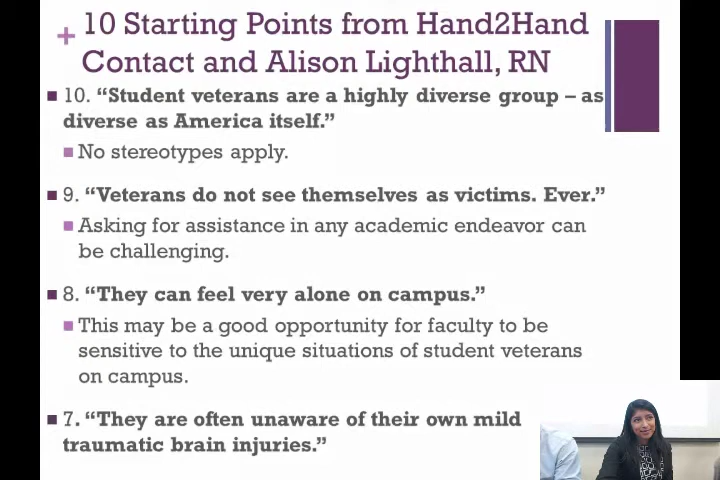 + 10 Starting Points from Hand2Hand
Contact and Alison Lighthall, RN
10. “Student veterans are a highly diverse group – as
diverse as America itself.”
No stereotypes apply.
9. “Veterans do not see themselves as victims. Ever.”
Asking for assistance in any academic endeavor can
be challenging.
8. “They can feel very alone on campus.”
This may be a good opportunity for faculty to be
sensitive to the unique situations of student veterans
on campus.
7. “They are often unaware of their own mild
traumatic brain injuries.”